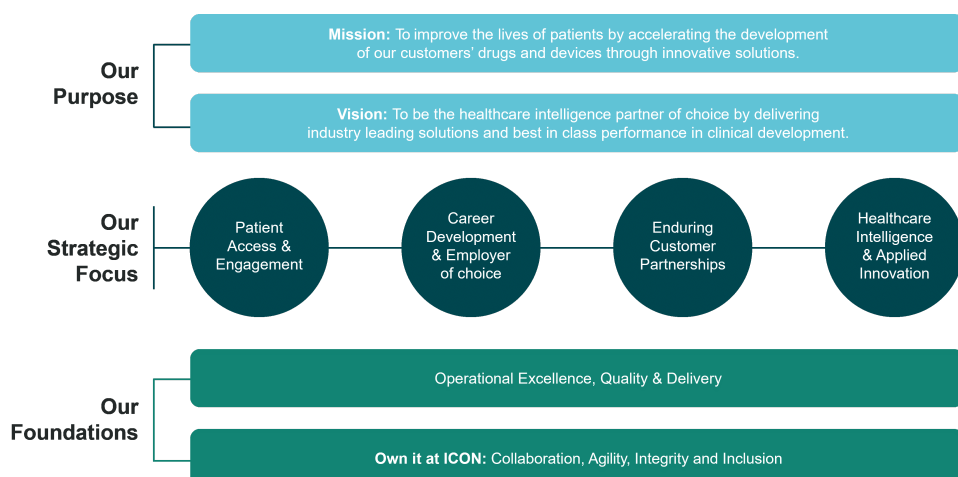 Our
Purpose
Mission: To improve the lives of patients by accelerating the development
of our customers’ drugs and devices through innovative solutions.
Vision: To be the healthcare intelligence partner of choice by delivering
industry leading solutions and best in class performance in clinical development.
Our
Strategic
Focus
Patient
Access &
Engagement
Career
Development
& Employer
of choice
Enduring
Customer
Partnerships
Healthcare
Intelligence
& Applied
Innovation
Our
Foundations
Operational Excellence, Quality & Delivery
Own it at ICON: Collaboration, Agility, Integrity and Inclusion